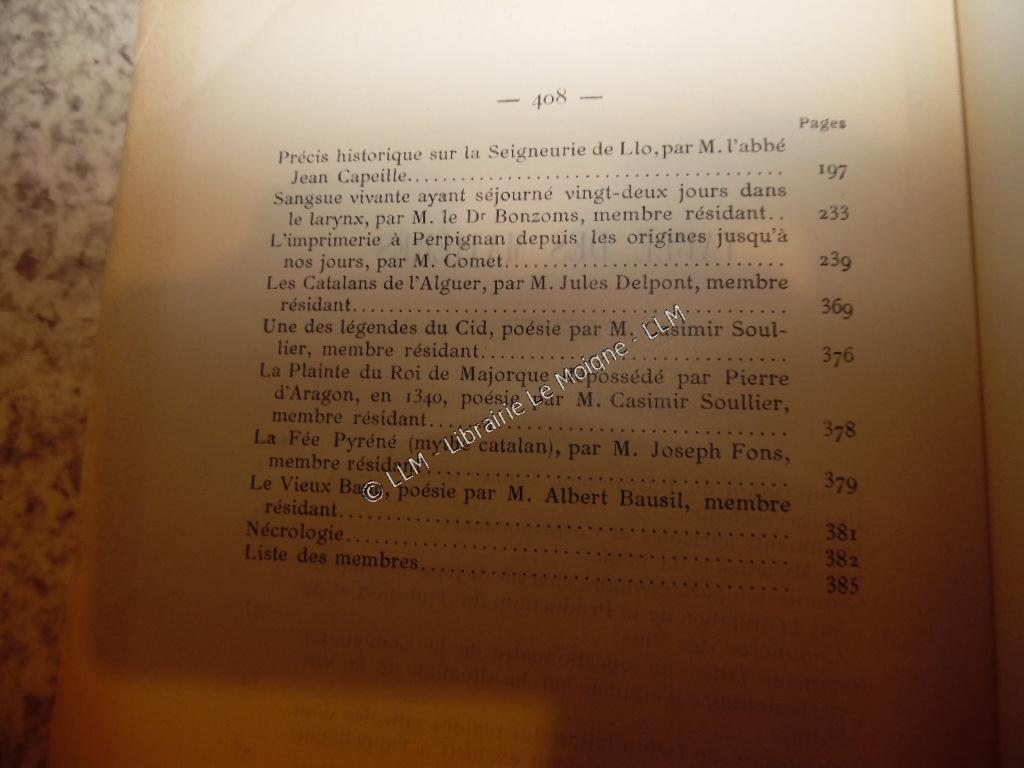 — 408 —
Pages
Précis historique sur la Seigneurie de Llo, par M. l'abbé
Jean Capeille........................................ 197
Sangsue vivante ayant séjourné vingt-deux jours dans
le larynx, par M. le Dr Bonzoms, membre résidant.. 233
L'imprimerie à Perpignan depuis les origines jusqu'à
nos jours, par M. Comet.............................. 239
Les Catalans de l'Alguer, par M. Jules Delpont, membre
résidant............................................. 369
Une des légendes du Cid, poésie par M. Casimir Soul-
lier, membre résidant................................ 376
La Plainte du Roi de Majorque dépossédé par Pierre
d'Aragon, en 1340, poésie par M. Casimir Soullier,
membre résidant...................................... 378
La Fée Pyréné (mythe catalan), par M. Joseph Fons,
membre résidant...................................... 379
Le Vieux Banc, poésie par M. Albert Bausil, membre
résidant............................................. 381
Nécrologie........................................... 382
Liste des membres.................................... 385
© LLM - Librairie Le Moigne - LLM